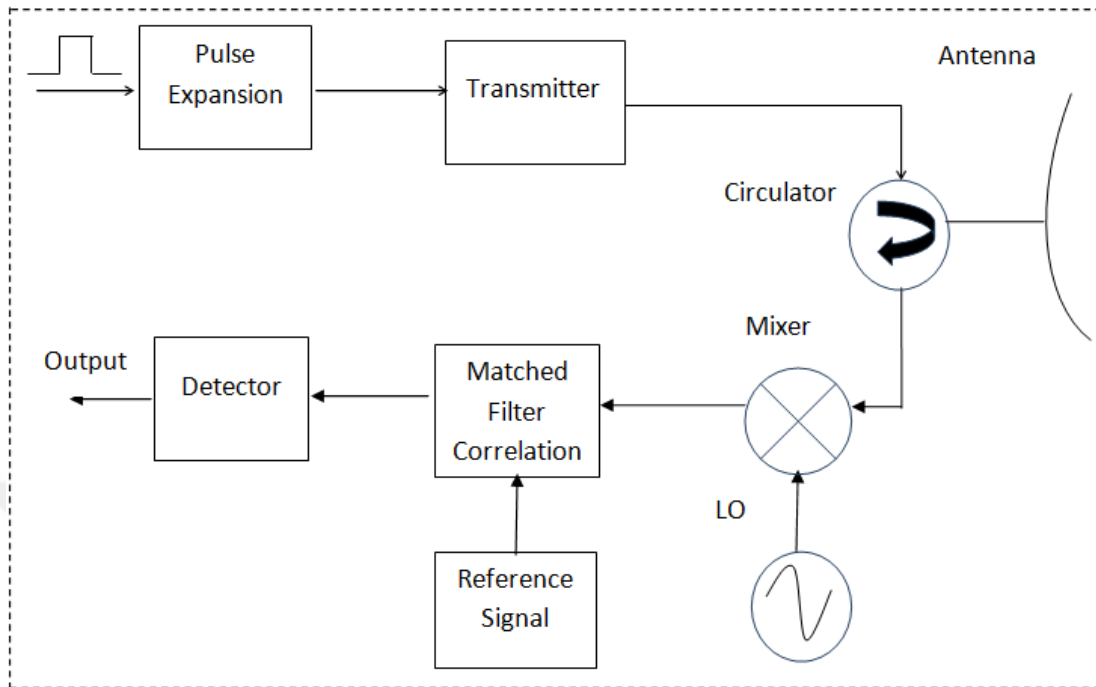 Pulse
Expansion
Transmitter
Antenna
Circulator
Mixer
Output
Detector
Matched
Filter
Correlation
LO
Reference
Signal